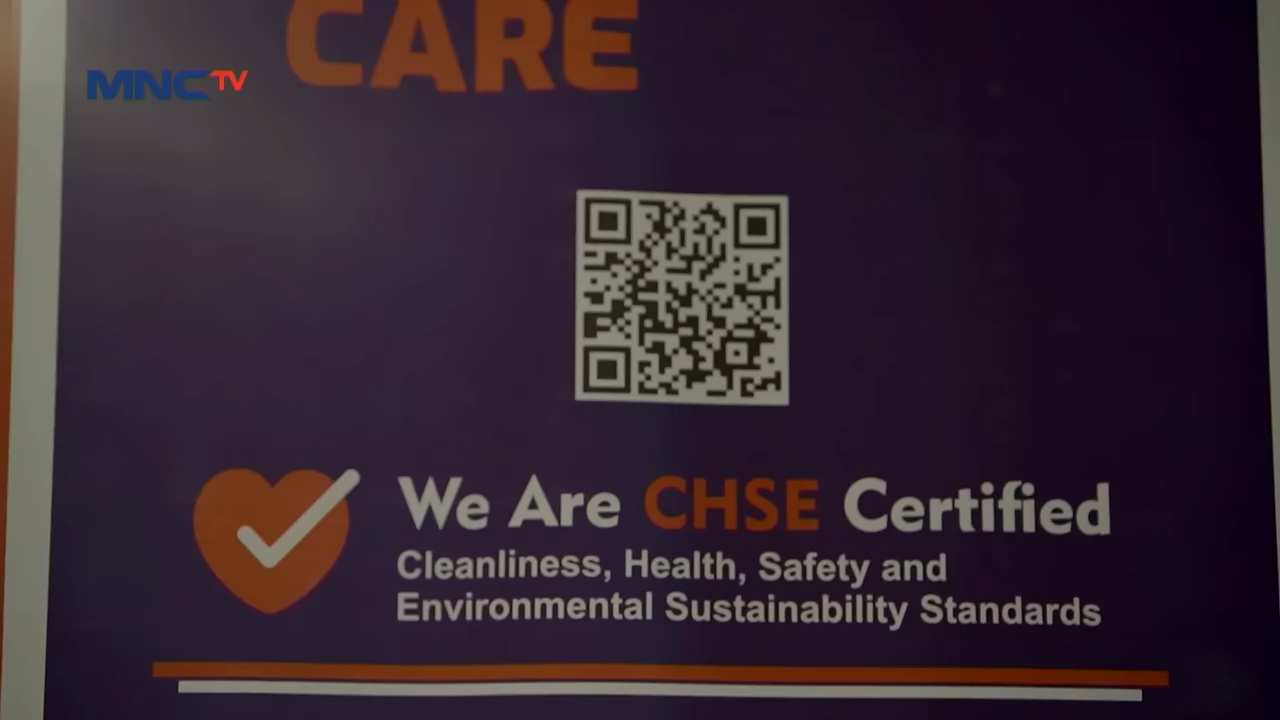 CARE
MNCTV
We Are CHSE Certified
Cleanliness, Health, Safety and
Environmental Sustainability Standards